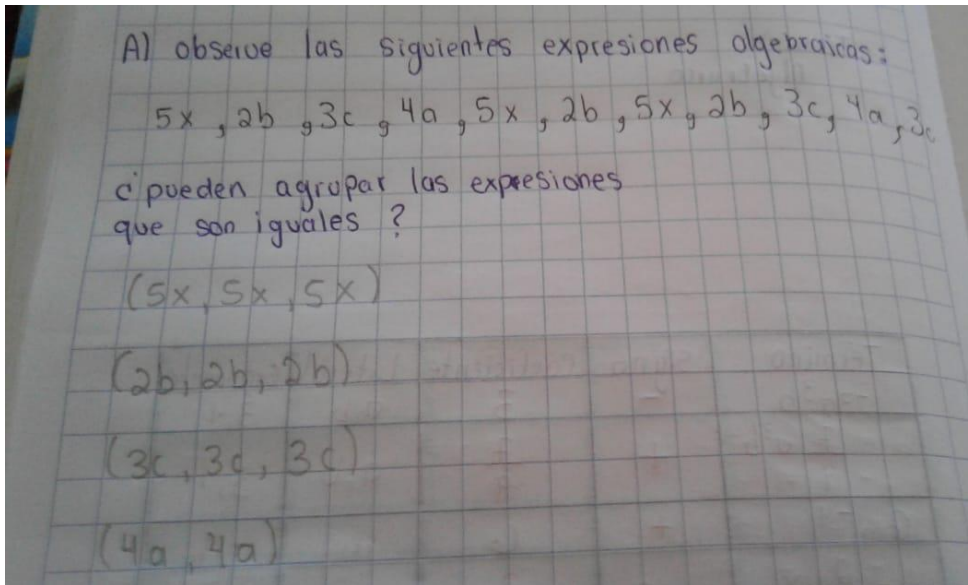 A) observe las siguientes expresiones algebraicas:
5x, 2b, 3c, 4a, 5x, 2b, 5x, 2b, 3c, 4a, 3c
¿pueden agrupar las expresiones
que son iguales?
(5x, 5x, 5x)
(2b, 2b, 2b)
(3c, 3c, 3c)
(4a, 4a)